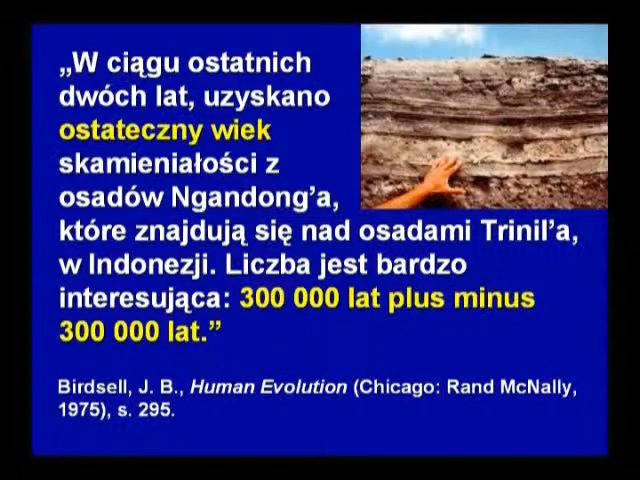 „W ciągu ostatnich
dwóch lat, uzyskano
ostateczny wiek
skamieniałości z
osadów Ngandong’a,
które znajdują się nad osadami Trinil’a,
w Indonezji. Liczba jest bardzo
interesująca: 300 000 lat plus minus
300 000 lat.”
Birdsell, J. B., Human Evolution (Chicago: Rand McNally,
1975), s. 295.